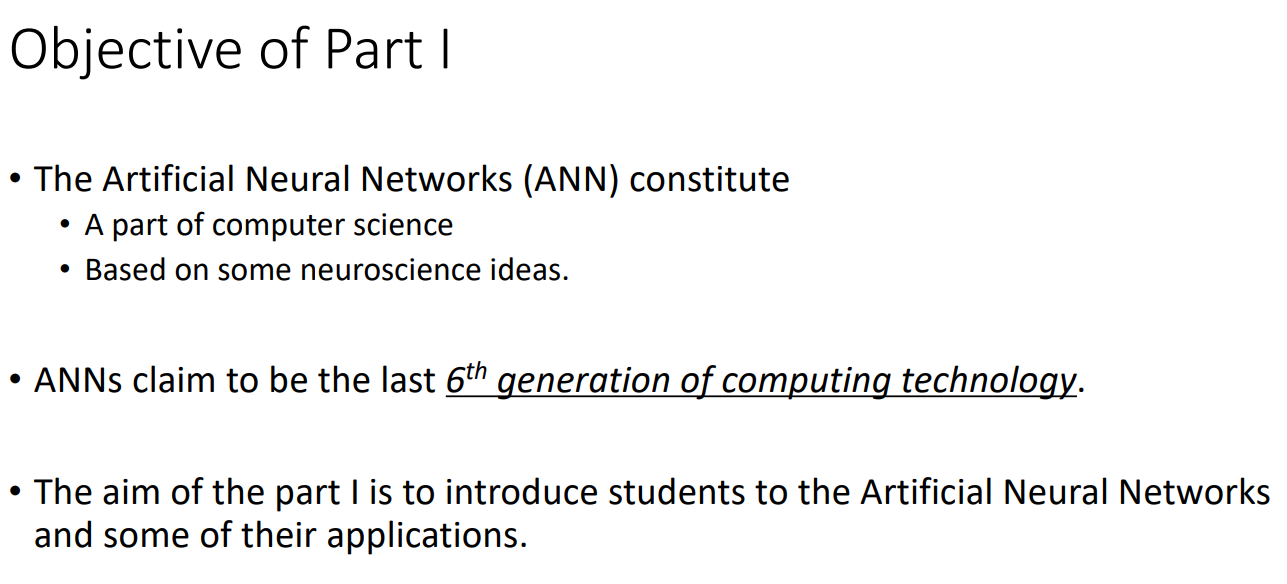 Objective of Part I
• The Artificial Neural Networks (ANN) constitute
• A part of computer science
• Based on some neuroscience ideas.
• ANNs claim to be the last 6th generation of computing technology.
• The aim of the part I is to introduce students to the Artificial Neural Networks
and some of their applications.